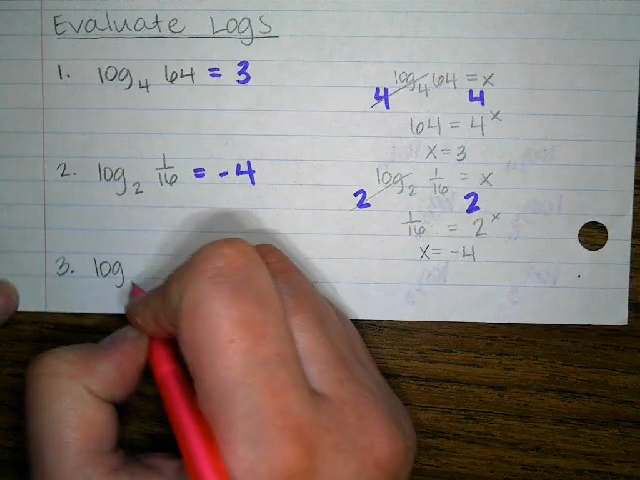 Evaluate Logs
1. log₄ 64 = 3
log₄ 64 = x
4 4
64 = 4ˣ
x = 3
2. log₂ 1/16 = -4
log₂ 1/16 = x
2 2
1/16 = 2ˣ
x = -4
3. log